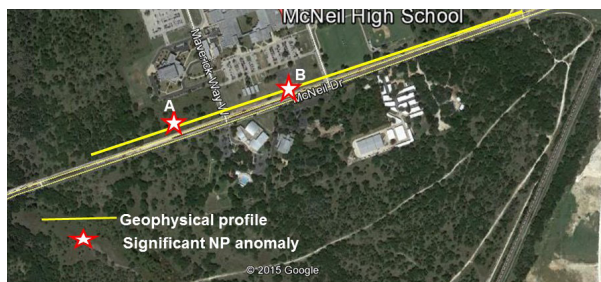 McNeil High School
Maverick Way
B
McNeil Dr
A
Geophysical profile
Significant NP anomaly
© 2015 Google